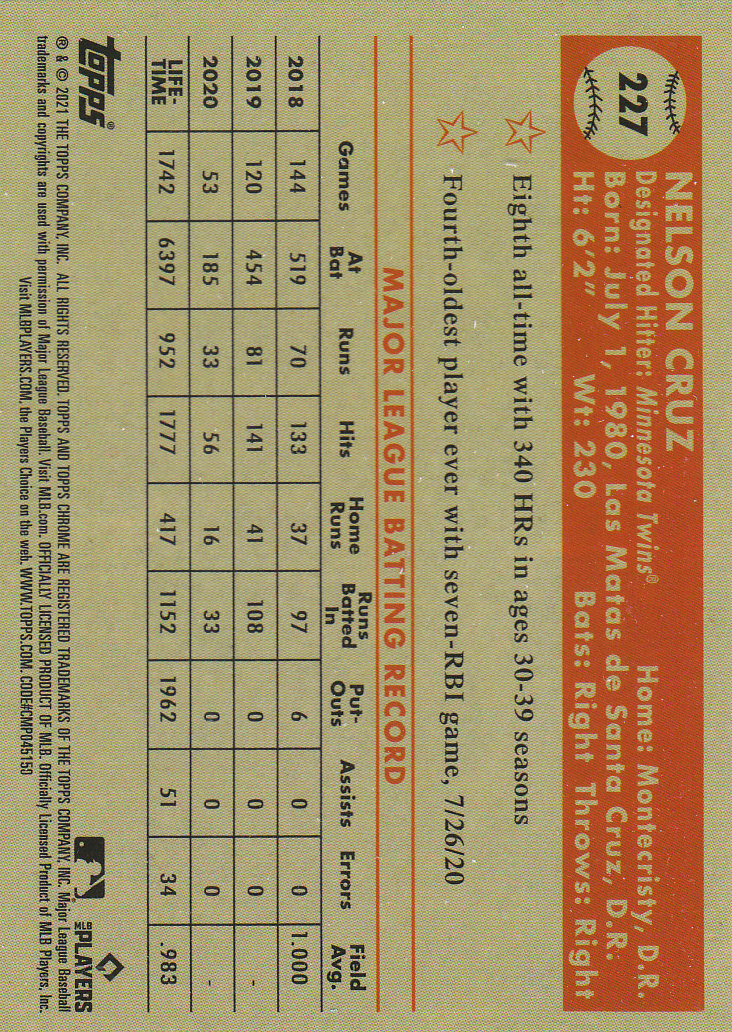 227
NELSON CRUZ
Designated Hitter: Minnesota Twins® Home: Montecristy, D.R.
Born: July 1, 1980, Las Matas de Santa Cruz, D.R.
Ht: 6'2" Wt: 230 Bats: Right Throws: Right
Eighth all-time with 340 HRs in ages 30-39 seasons
Fourth-oldest player ever with seven-RBI game, 7/26/20
MAJOR LEAGUE BATTING RECORD
Games At Bat Runs Hits Home Runs Runs Batted In Put-Outs Assists Errors Field Avg.
2018 144 519 70 133 37 97 6 0 0 1.000
2019 120 454 81 141 41 108 0 0 0 -
2020 53 185 33 56 16 33 0 0 0 -
LIFE-TIME 1742 6397 952 1777 417 1152 1962 51 34 .983
topps®
MLB PLAYERS
® & © 2021 THE TOPPS COMPANY, INC. ALL RIGHTS RESERVED. TOPPS AND TOPPS CHROME ARE REGISTERED TRADEMARKS OF THE TOPPS COMPANY, INC. Major League Baseball
trademarks and copyrights are used with permission of Major League Baseball. Visit MLB.com. OFFICIALLY LICENSED PRODUCT OF MLB. Officially Licensed Product of MLB Players, Inc.
Visit MLBPLAYERS.COM, the Players Choice on the web. WWW.TOPPS.COM. CODE#CMP045150